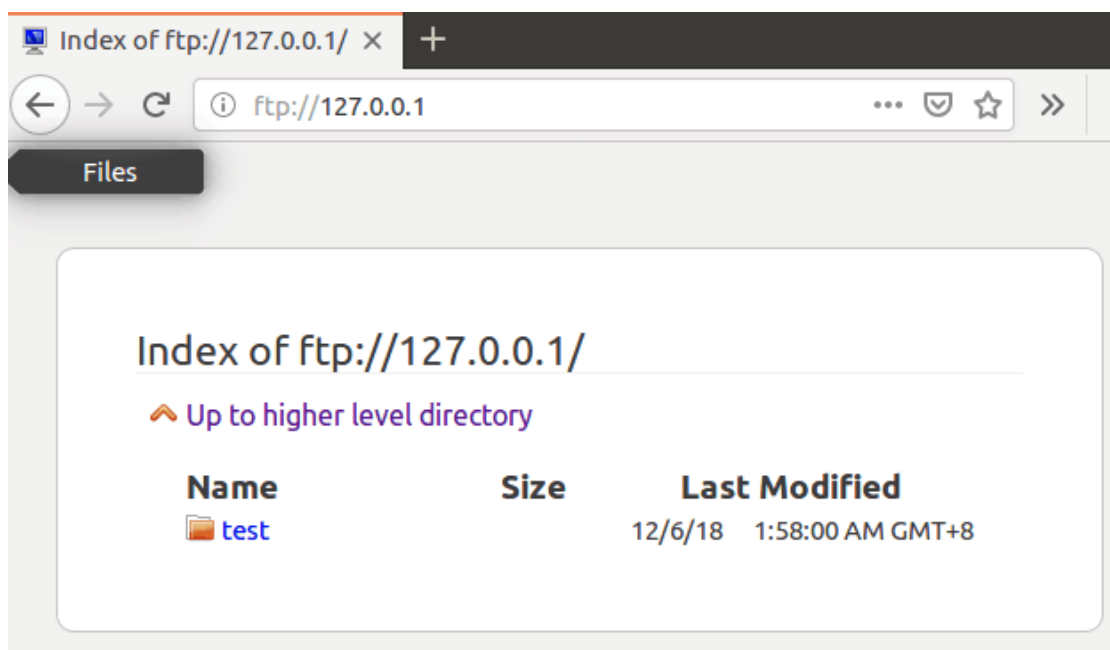 Index of ftp://127.0.0.1/
ftp://127.0.0.1
Files
Index of ftp://127.0.0.1/
Up to higher level directory
Name Size Last Modified
test 12/6/18 1:58:00 AM GMT+8